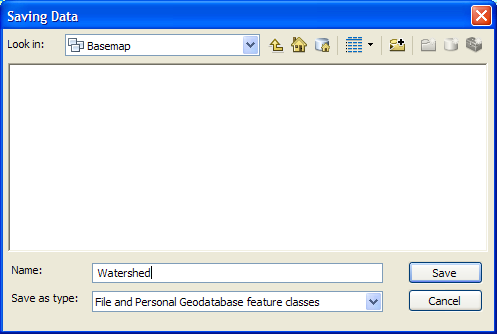 Saving Data
Look in: Basemap
Name: Watershed
Save
Save as type: File and Personal Geodatabase feature classes
Cancel